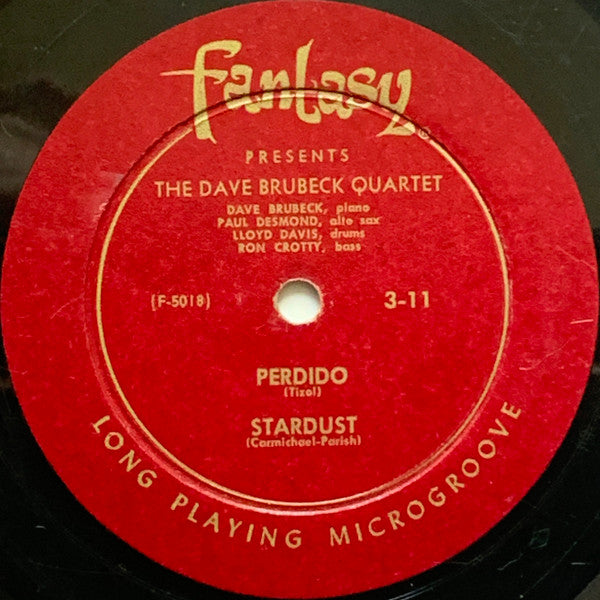 Fantasy®
PRESENTS
THE DAVE BRUBECK QUARTET
DAVE BRUBECK, piano
PAUL DESMOND, alto sax
LLOYD DAVIS, drums
RON CROTTY, bass
(F-5018) 3-11
PERDIDO
(Tizol)
STARDUST
(Carmichael-Parish)
LONG PLAYING MICROGROOVE